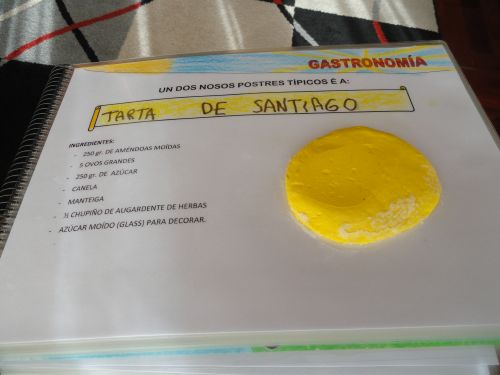 GASTRONOMÍA
UN DOS NOSOS POSTRES TÍPICOS É A:
TARTA DE SANTIAGO
INGREDIENTES:
- 250 gr. DE AMÉNDOAS MOÍDAS
- 5 OVOS GRANDES
- 250 gr. DE AZÚCAR
- CANELA
- MANTEIGA
- ½ CHUPIÑO DE AUGARDENTE DE HERBAS
- AZÚCAR MOÍDO (GLASS) PARA DECORAR.